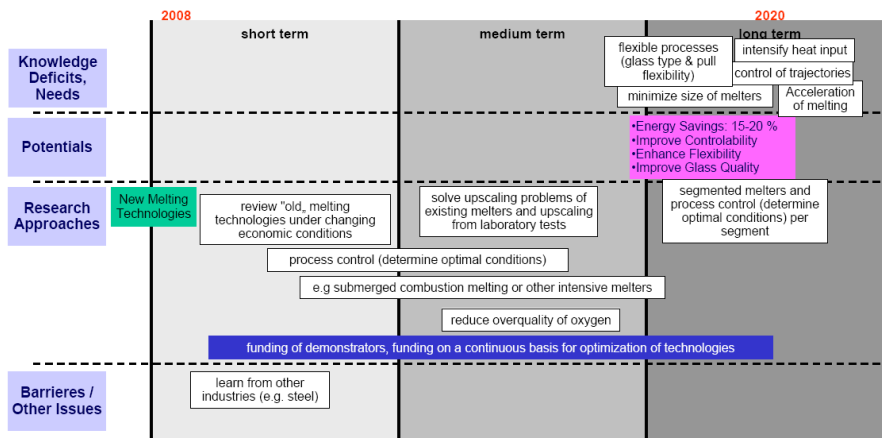 2008
2020
short term
medium term
long term
Knowledge
Deficits,
Needs
flexible processes
(glass type & pull
flexibility)
intensify heat input
control of trajectories
minimize size of melters
Acceleration
of melting
Potentials
•Energy Savings: 15-20 %
•Improve Controlability
•Enhance Flexibility
•Improve Glass Quality
Research
Approaches
New Melting
Technologies
review "old„ melting
technologies under changing
economic conditions
solve upscaling problems of
existing melters and upscaling
from laboratory tests
segmented melters and
process control (determine
optimal conditions) per
segment
process control (determine optimal conditions)
e.g submerged combustion melting or other intensive melters
reduce overquality of oxygen
funding of demonstrators, funding on a continuous basis for optimization of technologies
Barrieres /
Other Issues
learn from other
industries (e.g. steel)